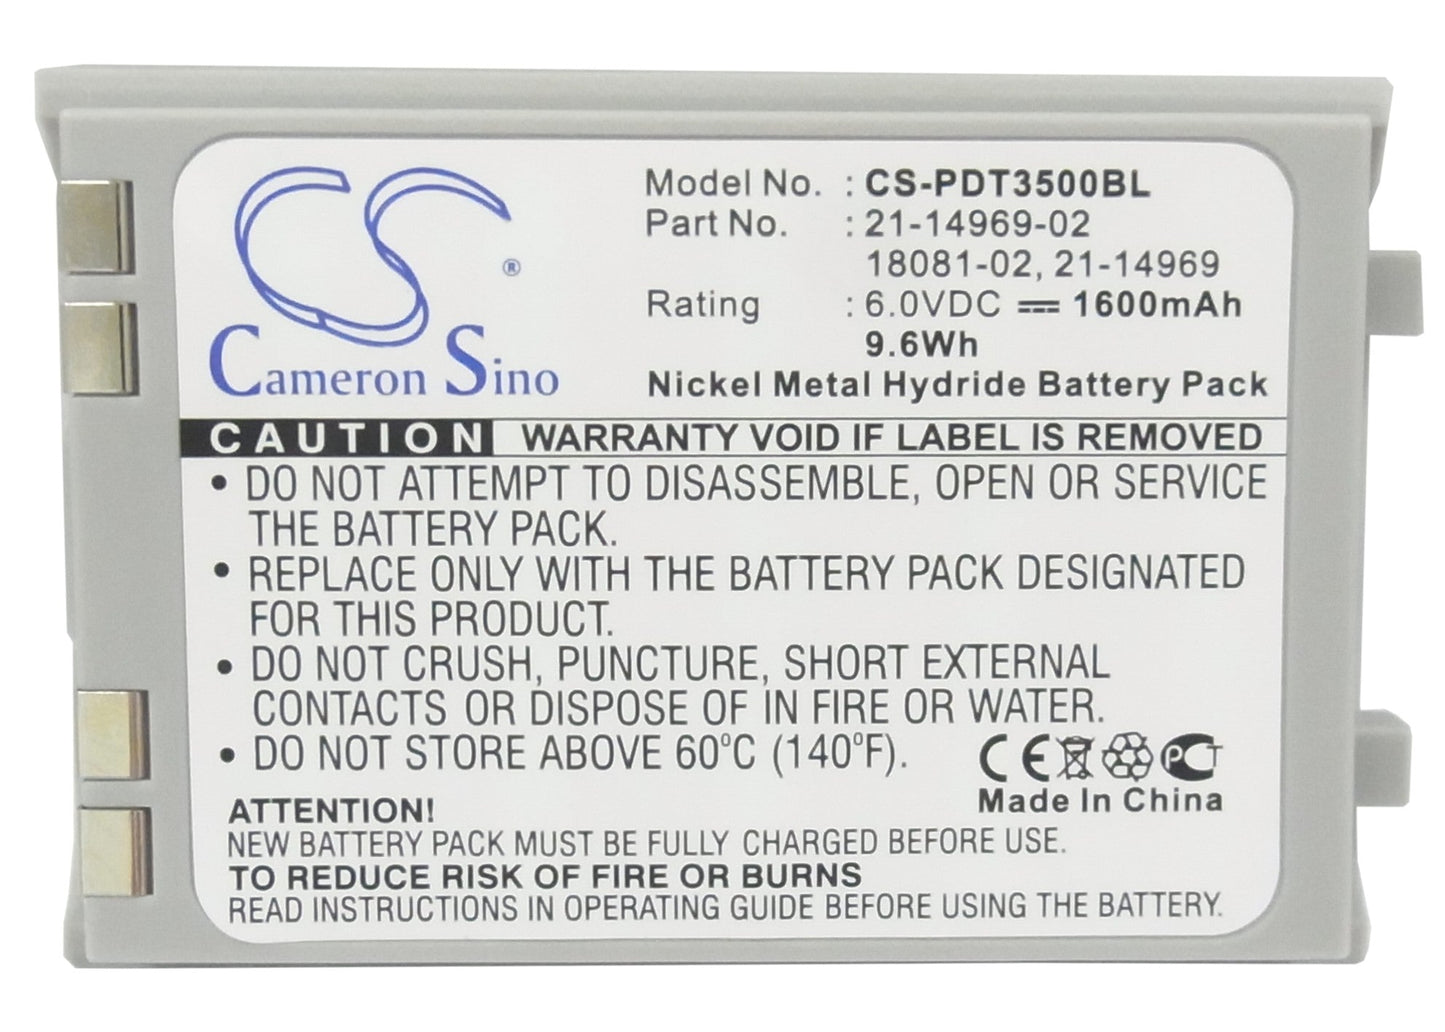 CS®
Cameron Sino
Model No. : CS-PDT3500BL
Part No. : 21-14969-02
18081-02, 21-14969
Rating : 6.0VDC ⎓ 1600mAh
9.6Wh
Nickel Metal Hydride Battery Pack
CAUTION WARRANTY VOID IF LABEL IS REMOVED
• DO NOT ATTEMPT TO DISASSEMBLE, OPEN OR SERVICE
THE BATTERY PACK.
• REPLACE ONLY WITH THE BATTERY PACK DESIGNATED
FOR THIS PRODUCT.
• DO NOT CRUSH, PUNCTURE, SHORT EXTERNAL
CONTACTS OR DISPOSE OF IN FIRE OR WATER.
• DO NOT STORE ABOVE 60°C (140°F).
CE PCT
Made In China
ATTENTION!
NEW BATTERY PACK MUST BE FULLY CHARGED BEFORE USE.
TO REDUCE RISK OF FIRE OR BURNS
READ INSTRUCTIONS IN OPERATING GUIDE BEFORE USING THE BATTERY.